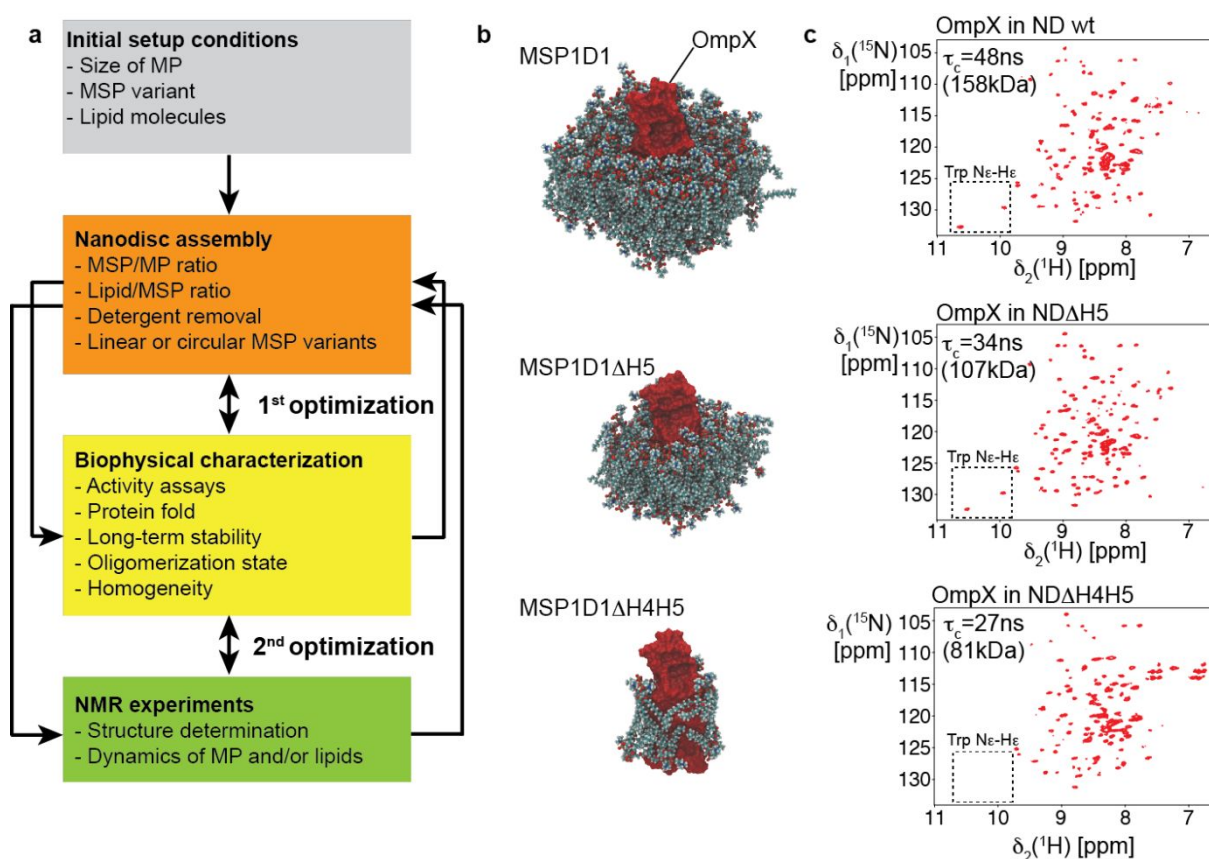 a
Initial setup conditions
- Size of MP
- MSP variant
- Lipid molecules
Nanodisc assembly
- MSP/MP ratio
- Lipid/MSP ratio
- Detergent removal
- Linear or circular MSP variants
1st optimization
Biophysical characterization
- Activity assays
- Protein fold
- Long-term stability
- Oligomerization state
- Homogeneity
2nd optimization
NMR experiments
- Structure determination
- Dynamics of MP and/or lipids
b
OmpX
MSP1D1
MSP1D1ΔH5
MSP1D1ΔH4H5
c
OmpX in ND wt
δ1(15N)
[ppm]
τc=48ns
(158kDa)
105
110
115
120
125
130
Trp Nε-Hε
11 10 9 8 7
δ2(1H) [ppm]
OmpX in NDΔH5
δ1(15N)
[ppm]
τc=34ns
(107kDa)
105
110
115
120
125
130
Trp Nε-Hε
11 10 9 8 7
δ2(1H) [ppm]
OmpX in NDΔH4H5
δ1(15N)
[ppm]
τc=27ns
(81kDa)
105
110
115
120
125
130
Trp Nε-Hε
11 10 9 8 7
δ2(1H) [ppm]